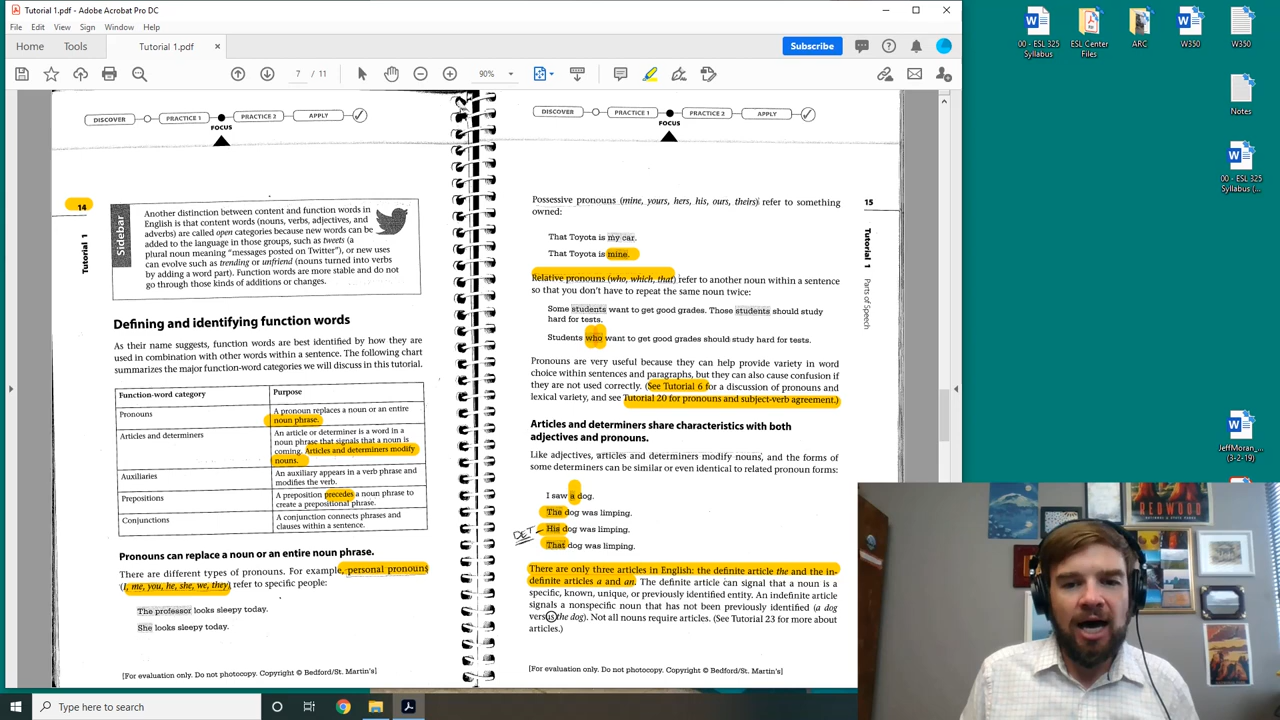 Tutorial 1.pdf - Adobe Acrobat Pro DC
File Edit View Sign Window Help
Home Tools Tutorial 1.pdf × Subscribe
7 / 11 90%
DISCOVER PRACTICE 1 PRACTICE 2 APPLY
FOCUS
14
Tutorial 1
Sidebar
Another distinction between content and function words in
English is that content words (nouns, verbs, adjectives, and
adverbs) are called open categories because new words can be
added to the language in those groups, such as tweets (a
plural noun meaning "messages posted on Twitter"), or new uses
can evolve such as trending or unfriend (nouns turned into verbs
by adding a word part). Function words are more stable and do not
go through those kinds of additions or changes.
Defining and identifying function words
As their name suggests, function words are best identified by how they are
used in combination with other words within a sentence. The following chart
summarizes the major function-word categories we will discuss in this tutorial.
Function-word category Purpose
Pronouns A pronoun replaces a noun or an entire
noun phrase.
Articles and determiners An article or determiner is a word in a
noun phrase that signals that a noun is
coming. Articles and determiners modify
nouns.
Auxiliaries An auxiliary appears in a verb phrase and
modifies the verb.
Prepositions A preposition precedes a noun phrase to
create a prepositional phrase.
Conjunctions A conjunction connects phrases and
clauses within a sentence.
Pronouns can replace a noun or an entire noun phrase.
There are different types of pronouns. For example, personal pronouns
(I, me, you, he, she, we, they) refer to specific people:
The professor looks sleepy today.
She looks sleepy today.
[For evaluation only. Do not photocopy. Copyright © Bedford/St. Martin's]
DISCOVER PRACTICE 1 PRACTICE 2 APPLY
FOCUS
15
Tutorial 1 Parts of Speech
Possessive pronouns (mine, yours, hers, his, ours, theirs) refer to something
owned:
That Toyota is my car.
That Toyota is mine.
Relative pronouns (who, which, that) refer to another noun within a sentence
so that you don't have to repeat the same noun twice:
Some students want to get good grades. Those students should study
hard for tests.
Students who want to get good grades should study hard for tests.
Pronouns are very useful because they can help provide variety in word
choice within sentences and paragraphs, but they can also cause confusion if
they are not used correctly. (See Tutorial 6 for a discussion of pronouns and
lexical variety, and see Tutorial 20 for pronouns and subject-verb agreement.)
Articles and determiners share characteristics with both
adjectives and pronouns.
Like adjectives, articles and determiners modify nouns, and the forms of
some determiners can be similar or even identical to related pronoun forms:
I saw a dog.
The dog was limping.
DET - His dog was limping.
That dog was limping.
There are only three articles in English: the definite article the and the in-
definite articles a and an. The definite article can signal that a noun is a
specific, known, unique, or previously identified entity. An indefinite article
signals a nonspecific noun that has not been previously identified (a dog
versus the dog). Not all nouns require articles. (See Tutorial 23 for more about
articles.)
[For evaluation only. Do not photocopy. Copyright © Bedford/St. Martin's]
00 - ESL 325
Syllabus
ESL Center
Files
ARC
W350
W350
Notes
00 - ESL 325
Syllabus (...
JeffMoran_...
(3-2-19)
Type here to search